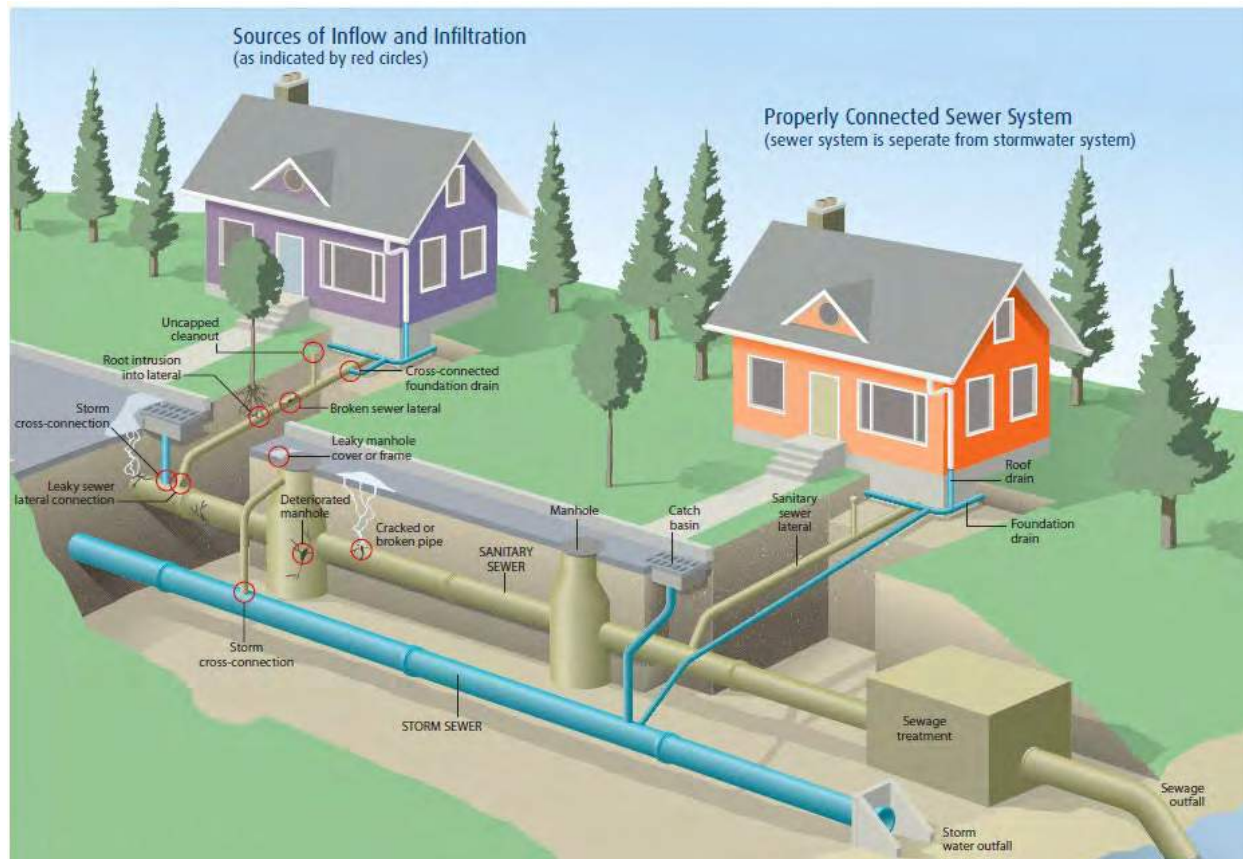 Sources of Inflow and Infiltration
(as indicated by red circles)
Properly Connected Sewer System
(sewer system is seperate from stormwater system)
Uncapped
cleanout
Root intrusion
into lateral
Cross-connected
foundation drain
Broken sewer lateral
Storm
cross-connection
Leaky manhole
cover or frame
Leaky sewer
lateral connection
Deteriorated
manhole
Cracked or
broken pipe
SANITARY
SEWER
Manhole
Catch
basin
Sanitary
sewer
lateral
Roof
drain
Foundation
drain
Storm
cross-connection
STORM SEWER
Sewage
treatment
Sewage
outfall
Storm
water outfall